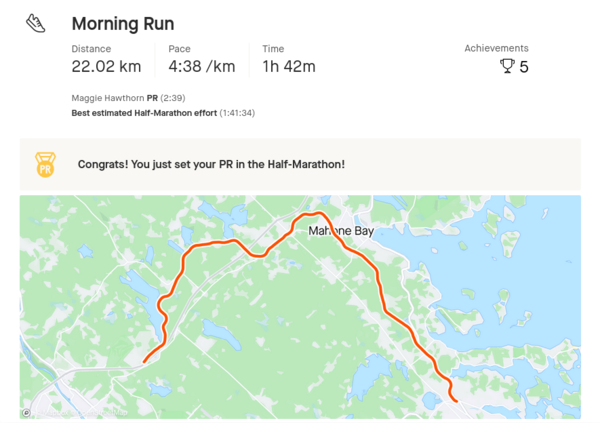 Morning Run
Distance
Pace
Time
Achievements
22.02 km
4:38 /km
1h 42m
5
Maggie Hawthorn PR (2:39)
Best estimated Half-Marathon effort (1:41:34)
PR
Congrats! You just set your PR in the Half-Marathon!
Mahone Bay